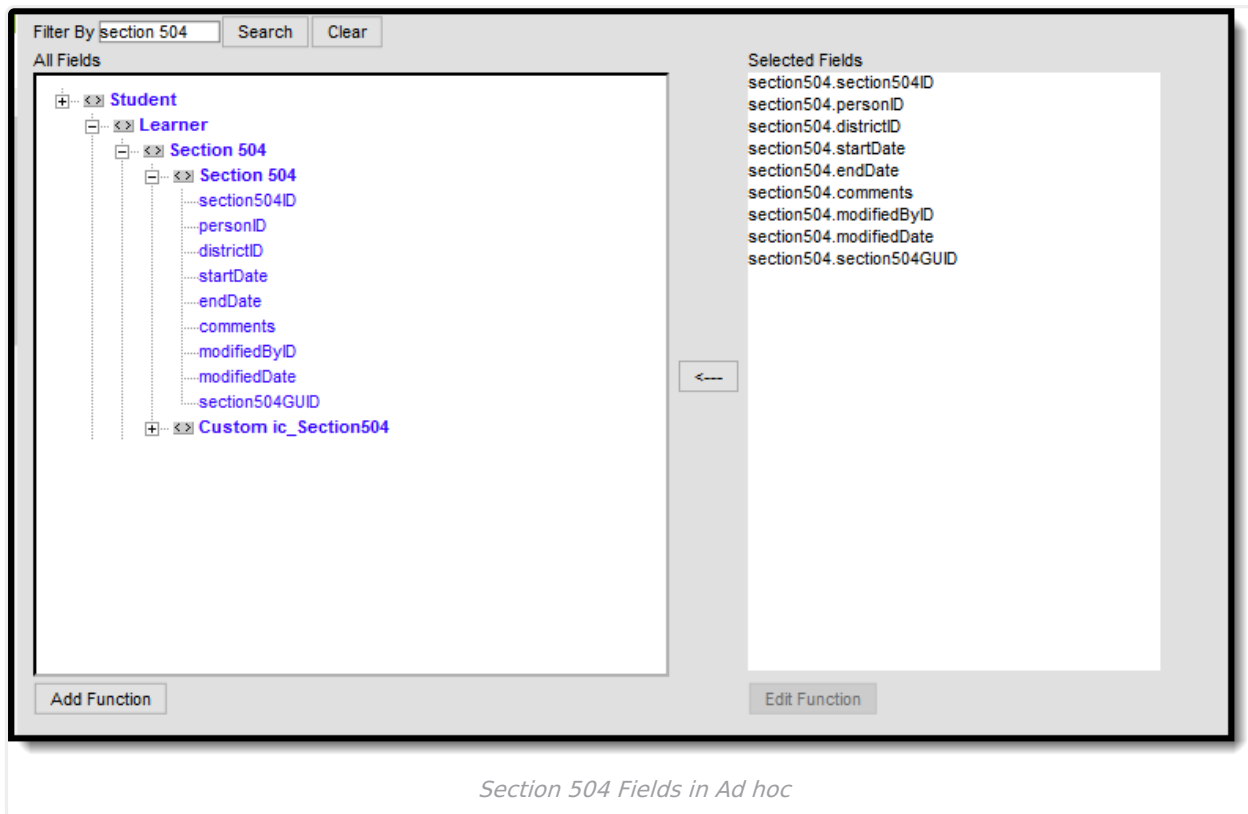 Filter By section 504 Search Clear
All Fields
Student
Learner
Section 504
Section 504
section504ID
personID
districtID
startDate
endDate
comments
modifiedByID
modifiedDate
section504GUID
Custom ic_Section504
Add Function
<---
Selected Fields
section504.section504ID
section504.personID
section504.districtID
section504.startDate
section504.endDate
section504.comments
section504.modifiedByID
section504.modifiedDate
section504.section504GUID
Edit Function
Section 504 Fields in Ad hoc